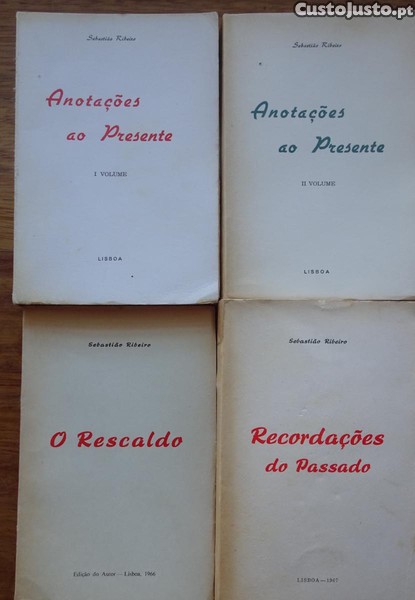 CustoJusto.pt
Sebastião Ribeiro
Anotações
ao Presente
I VOLUME
LISBOA
Sebastião Ribeiro
Anotações
ao Presente
II VOLUME
LISBOA
Sebastião Ribeiro
O Rescaldo
Edição do Autor — Lisboa, 1966
Sebastião Ribeiro
Recordações
do Passado
LISBOA — 1967